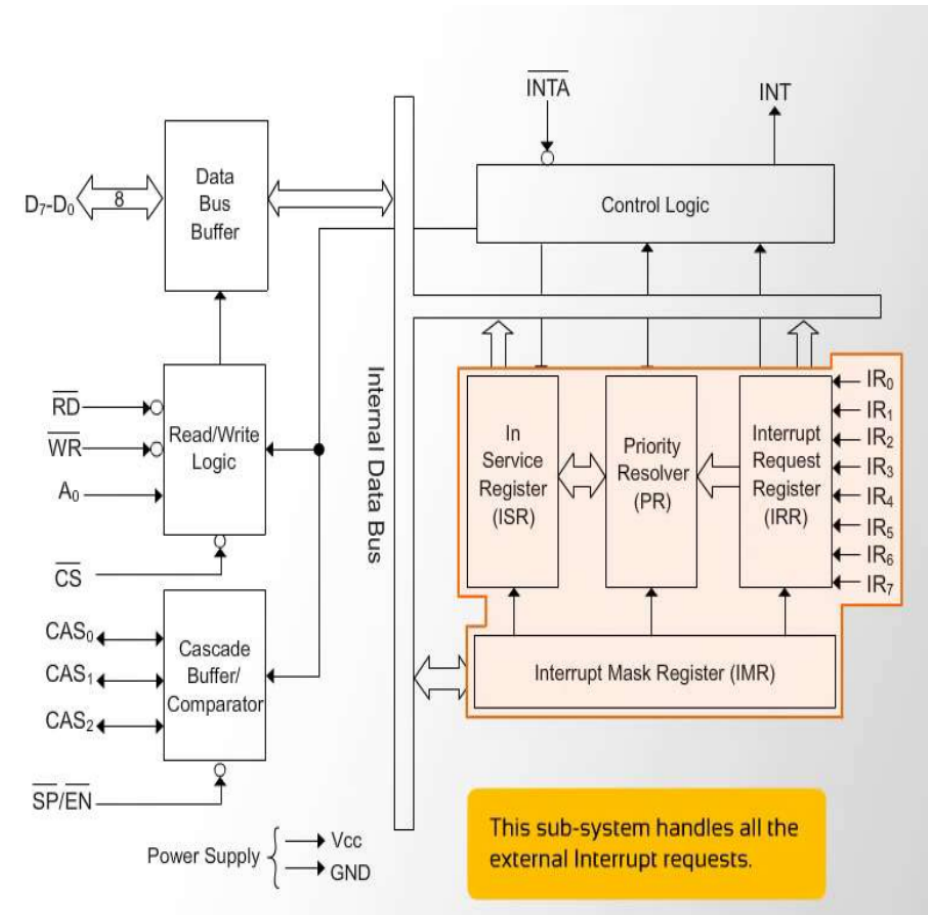 INTA
INT
D7-D0
8
Data
Bus
Buffer
Control Logic
Internal Data Bus
RD
WR
A0
CS
Read/Write
Logic
In
Service
Register
(ISR)
Priority
Resolver
(PR)
Interrupt
Request
Register
(IRR)
IR0
IR1
IR2
IR3
IR4
IR5
IR6
IR7
CAS0
CAS1
CAS2
Cascade
Buffer/
Comparator
Interrupt Mask Register (IMR)
SP/EN
Power Supply
Vcc
GND
This sub-system handles all the
external Interrupt requests.